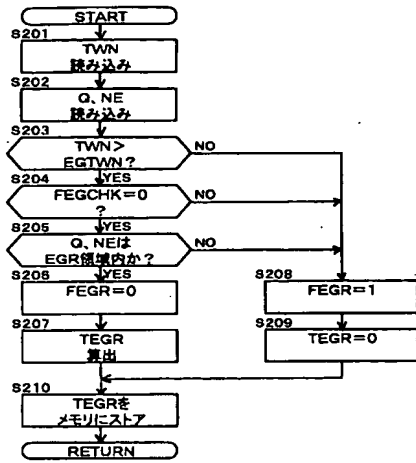 START
S201
TWN
読み込み
S202
Q、NE
読み込み
S203
TWN>
EGTWN?
NO
YES
S204
FEGCHK=0
?
NO
YES
S205
Q、NEは
EGR領域内か?
NO
YES
S206
FEGR=0
S207
TEGR
算出
S208
FEGR=1
S209
TEGR=0
S210
TEGRを
メモリにストア
RETURN